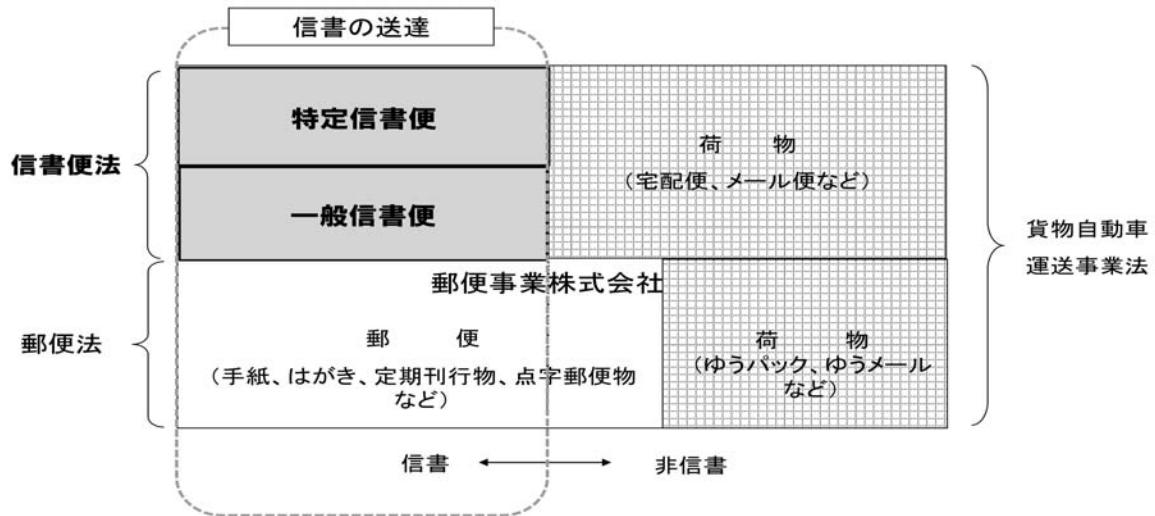 信書の送達
特定信書便
一般信書便
信書便法
荷　物
（宅配便、メール便など）
貨物自動車
運送事業法
郵便事業株式会社
郵便法
郵　便
（手紙、はがき、定期刊行物、点字郵便物
など）
荷　物
（ゆうパック、ゆうメール
など）
信書
非信書